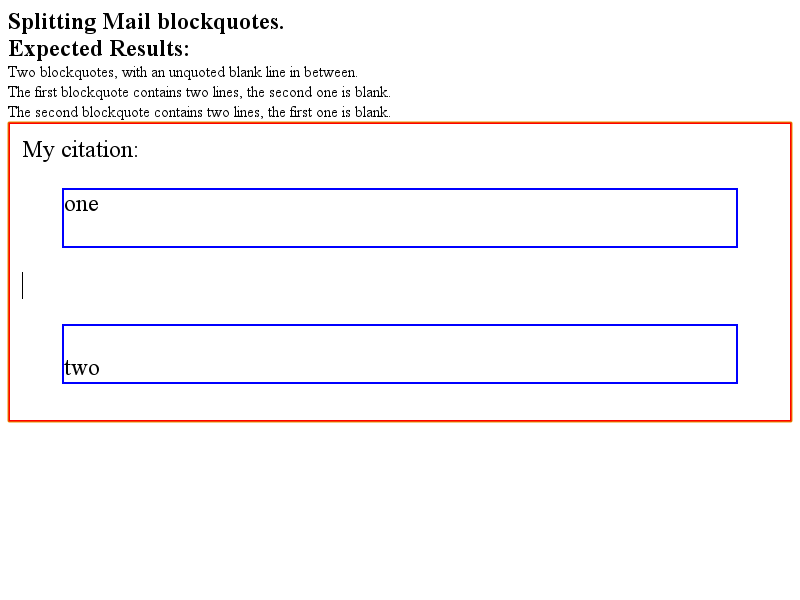 Splitting Mail blockquotes.
Expected Results:
Two blockquotes, with an unquoted blank line in between.
The first blockquote contains two lines, the second one is blank.
The second blockquote contains two lines, the first one is blank.
My citation:
one
two